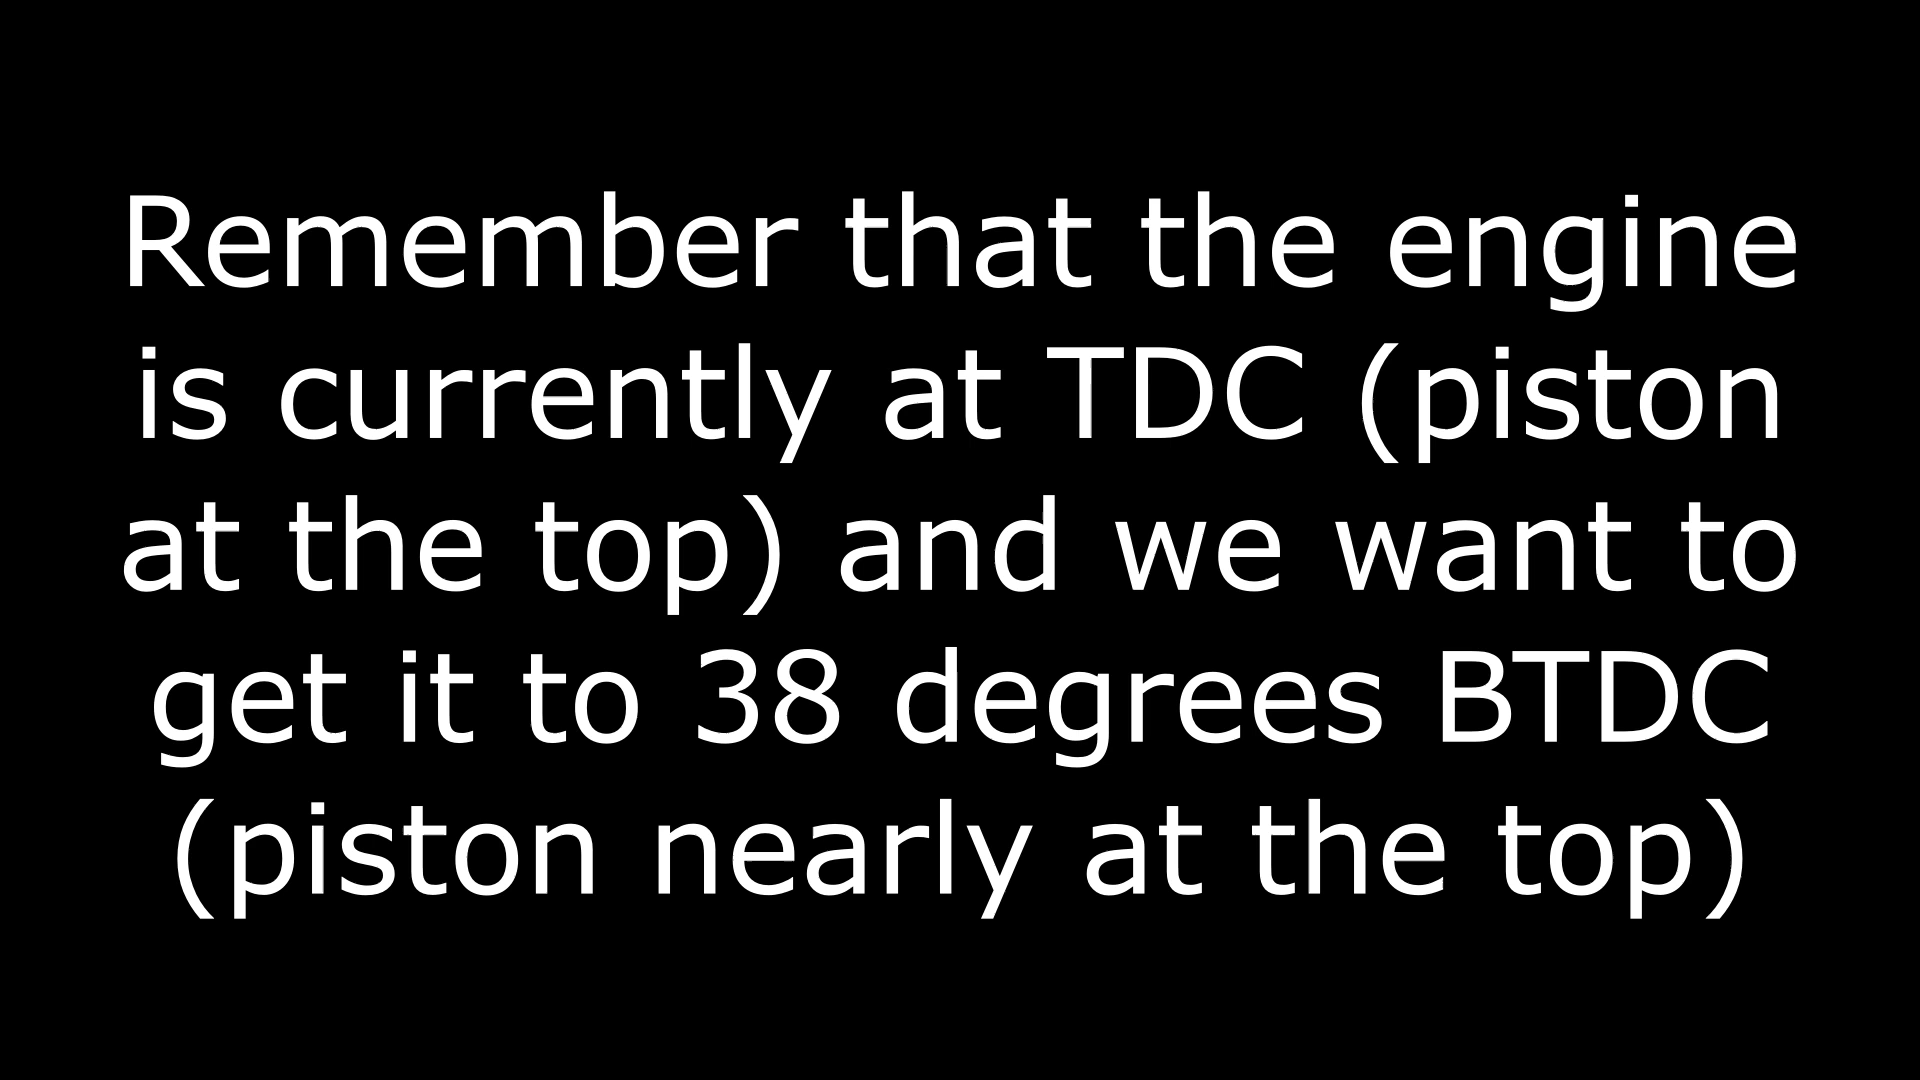 Remember that the engine
is currently at TDC (piston
at the top) and we want to
get it to 38 degrees BTDC
(piston nearly at the top)